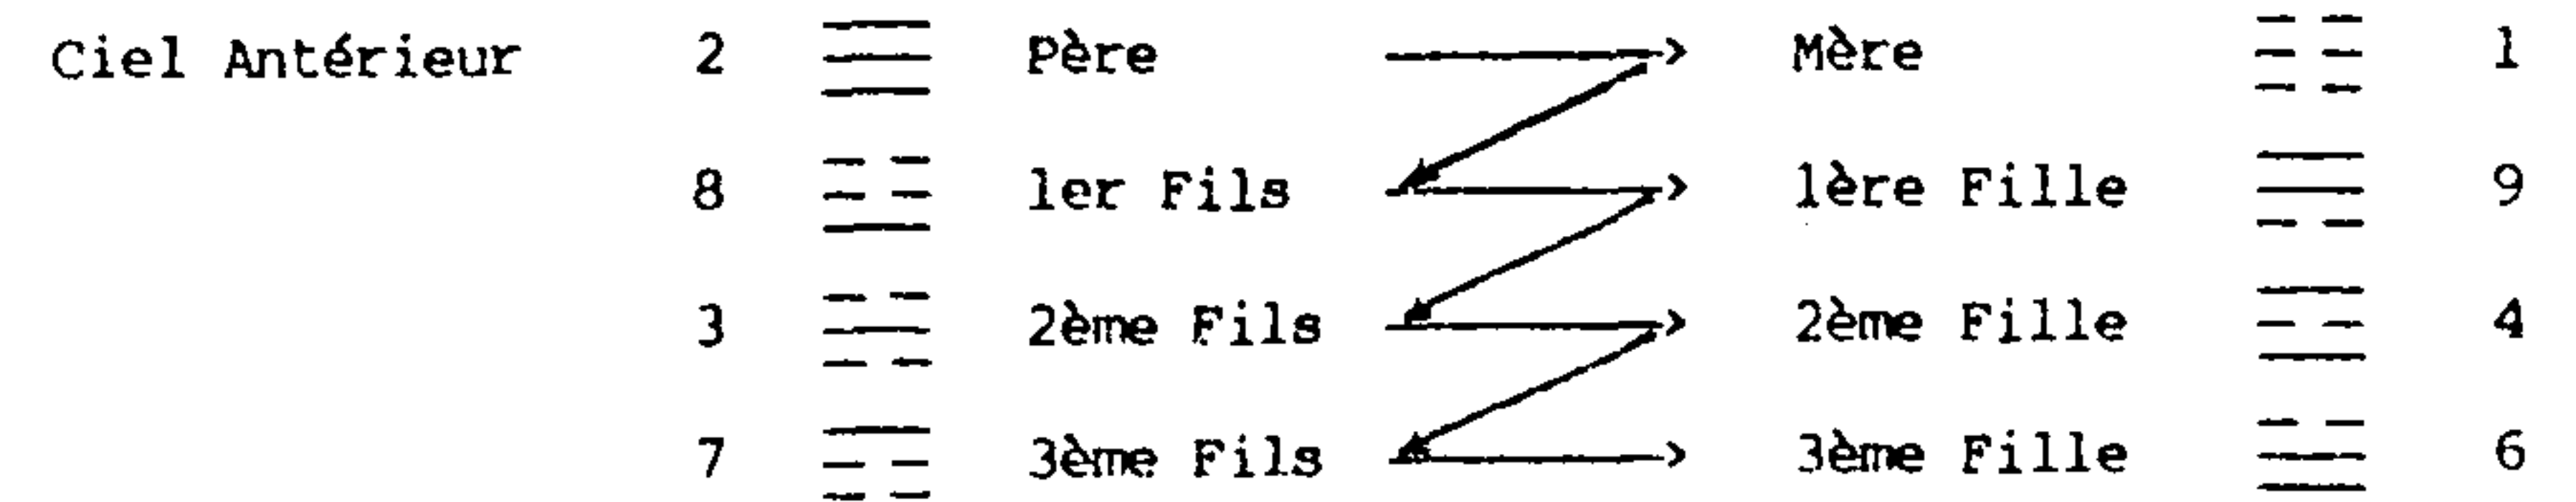 Ciel Antérieur 2 ☰ Père → Mère ☷ 1
8 ☳ 1er Fils → 1ère Fille ☴ 9
3 ☵ 2ème Fils → 2ème Fille ☲ 4
7 ☶ 3ème Fils → 3ème Fille ☱ 6